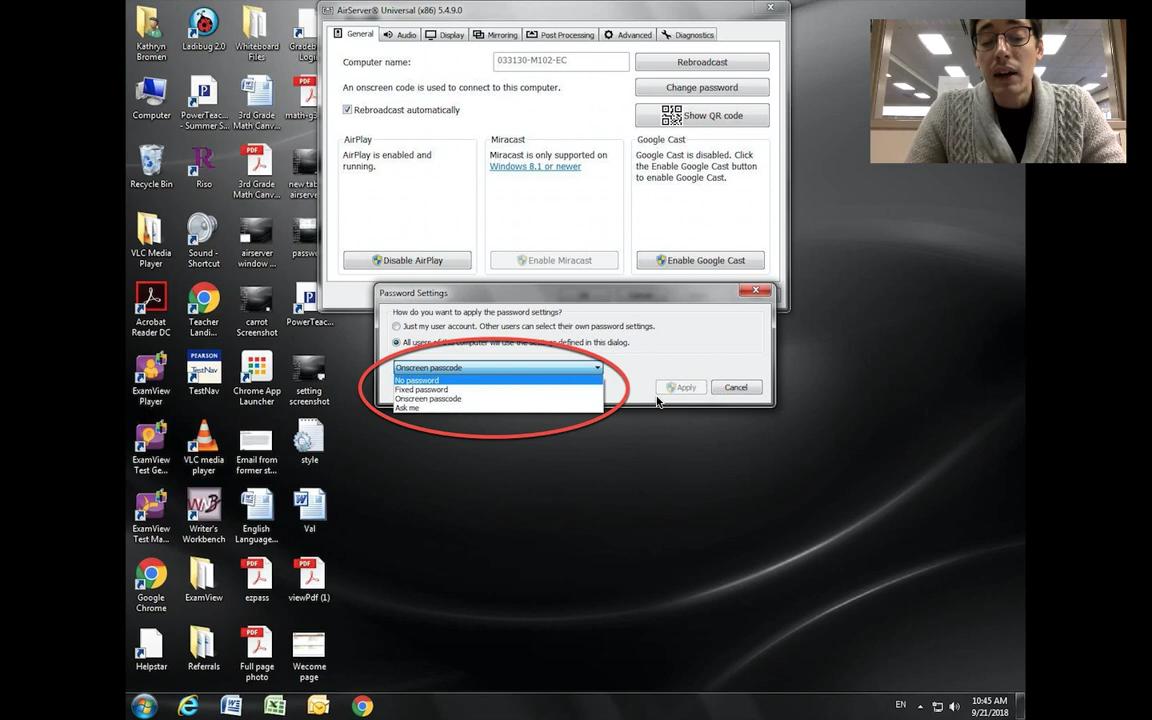 AirServer® Universal (x86) 5.4.9.0
General Audio Display Mirroring Post Processing Advanced Diagnostics
Computer name: 033130-M102-EC Rebroadcast
An onscreen code is used to connect to this computer. Change password
Rebroadcast automatically Show QR code
AirPlay
AirPlay is enabled and
running.
Disable AirPlay
Miracast
Miracast is only supported on
Windows 8.1 or newer
Enable Miracast
Google Cast
Google Cast is disabled. Click
the Enable Google Cast button
to enable Google Cast.
Enable Google Cast
Password Settings
How do you want to apply the password settings?
Just my user account. Other users can select their own password settings.
All users of this computer will use the settings defined in this dialog.
Onscreen passcode
No password
Fixed password
Onscreen passcode
Ask me
Apply Cancel
Kathryn
Bromen
Ladibug 2.0
Whiteboard
Files
Computer
PowerTeac...
- Summer S...
3rd Grade
Math Canv...
Recycle Bin
Riso
3rd Grade
Math Canv...
VLC Media
Player
Sound -
Shortcut
airserver
window ...
Acrobat
Reader DC
Teacher
Landi...
carrot
Screenshot
PowerTeac...
ExamView
Player
PEARSON
TestNav
TestNav
Chrome App
Launcher
setting
screenshot
ExamView
Test Ge...
VLC media
player
Email from
former st...
style
ExamView
Test Ma...
Writer's
Workbench
English
Language...
Val
Google
Chrome
ExamView
PDF
ezpass
PDF
viewPdf (1)
Helpstar
Referrals
PDF
Full page
photo
Wecome
page
EN
10:45 AM
9/21/2018